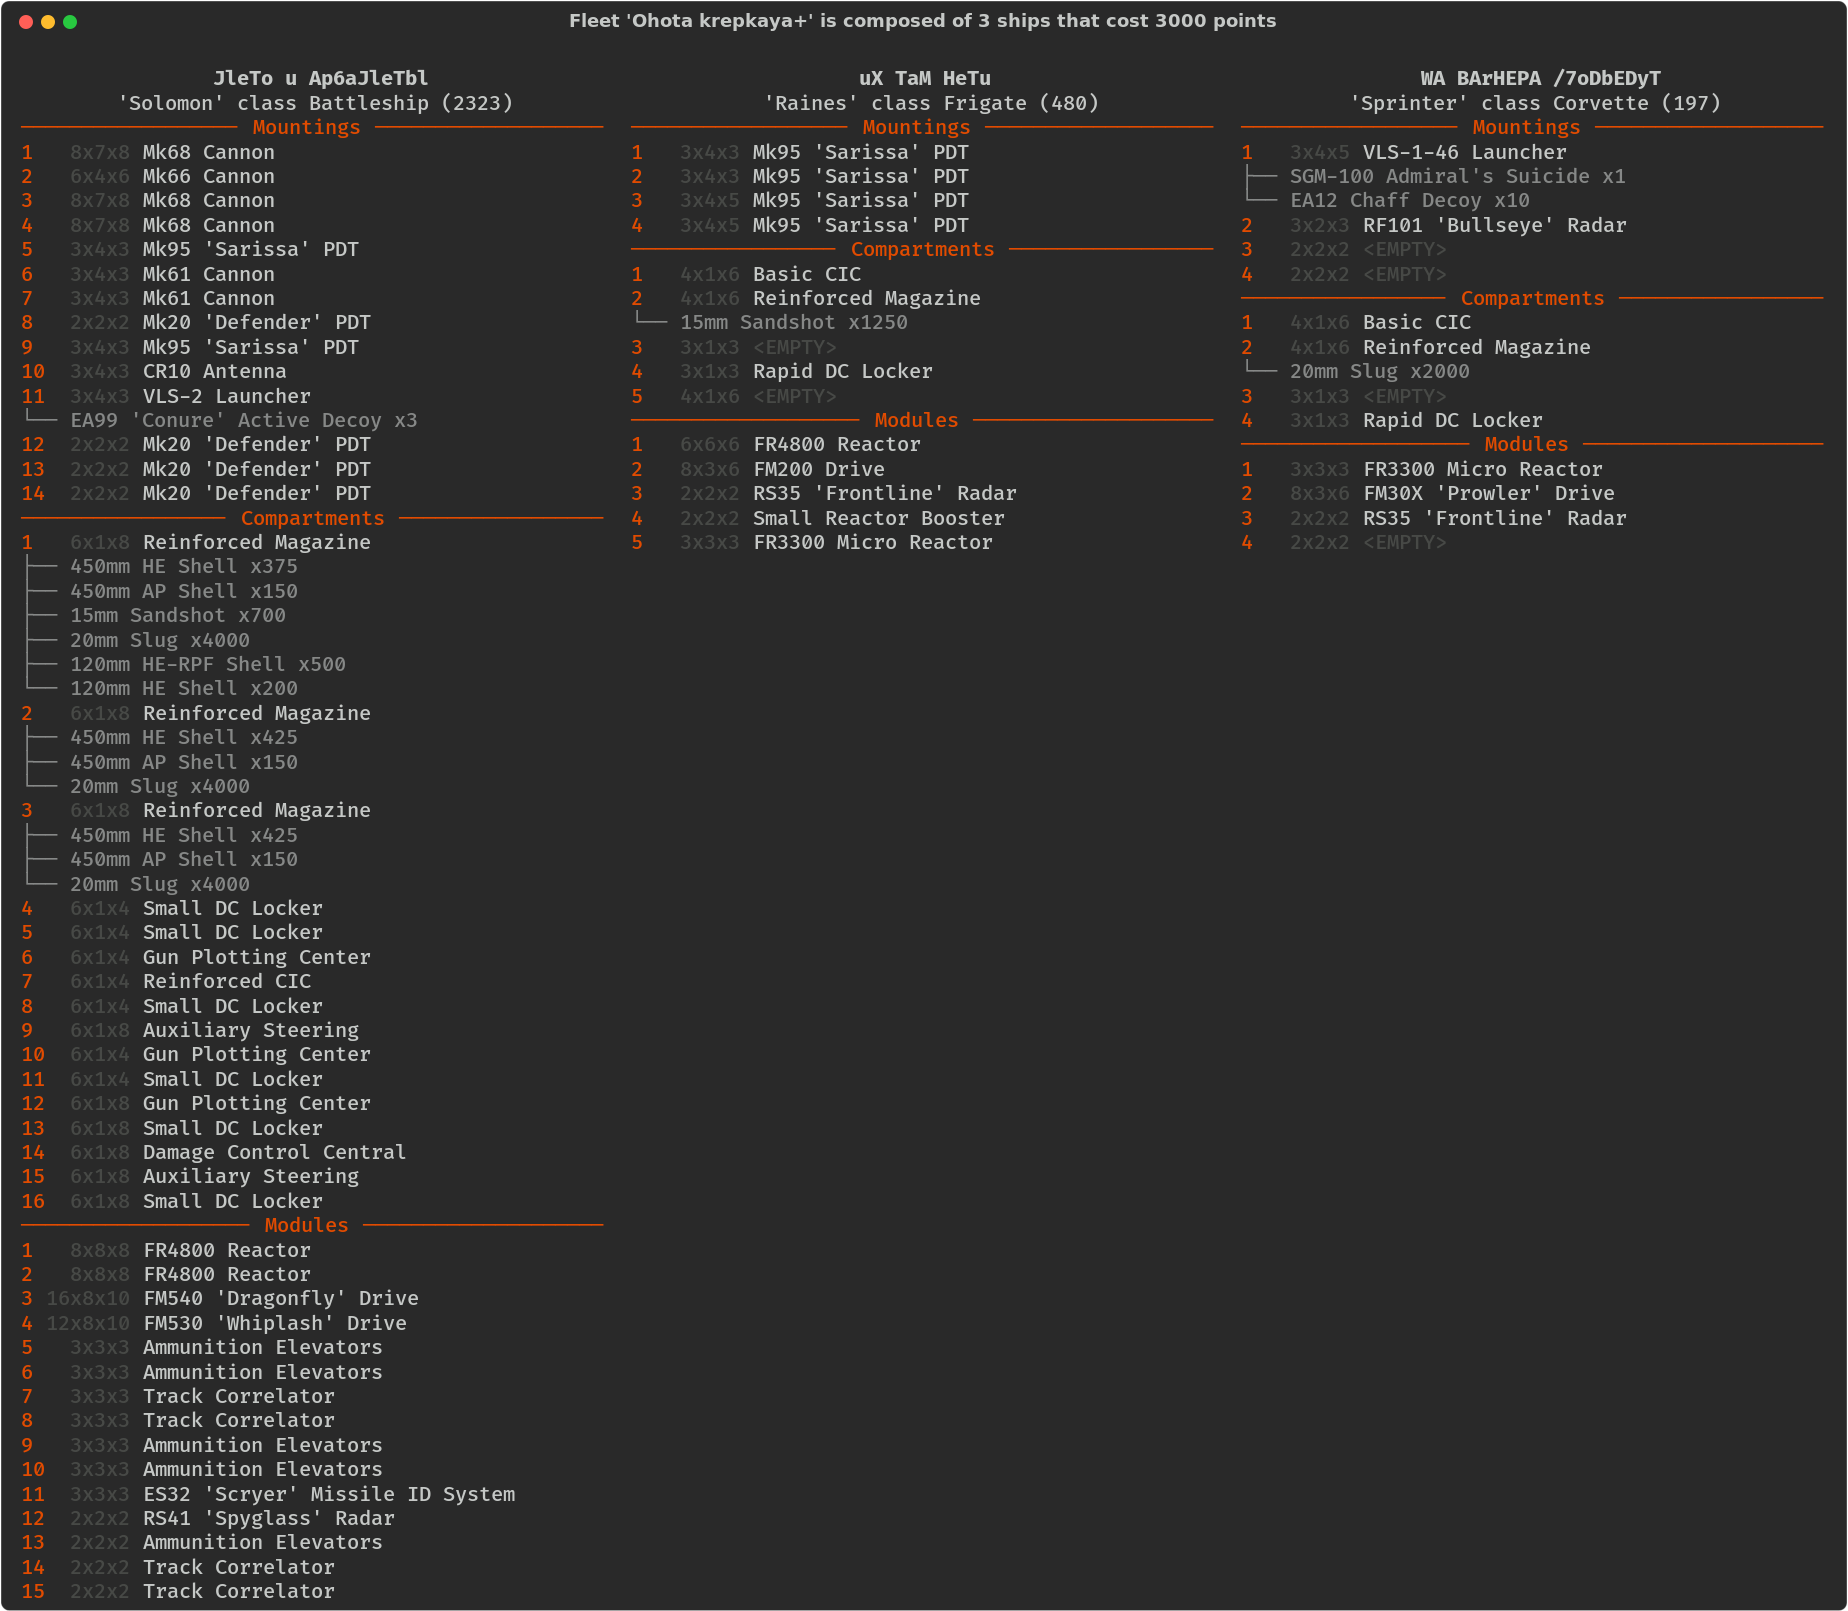 Fleet 'Ohota krepkaya+' is composed of 3 ships that cost 3000 points
JleTo u Ap6aJleTbl
'Solomon' class Battleship (2323)
Mountings
1 8x7x8 Mk68 Cannon
2 6x4x6 Mk66 Cannon
3 8x7x8 Mk68 Cannon
4 8x7x8 Mk68 Cannon
5 3x4x3 Mk95 'Sarissa' PDT
6 3x4x3 Mk61 Cannon
7 3x4x3 Mk61 Cannon
8 2x2x2 Mk20 'Defender' PDT
9 3x4x3 Mk95 'Sarissa' PDT
10 3x4x3 CR10 Antenna
11 3x4x3 VLS-2 Launcher
EA99 'Conure' Active Decoy x3
12 2x2x2 Mk20 'Defender' PDT
13 2x2x2 Mk20 'Defender' PDT
14 2x2x2 Mk20 'Defender' PDT
Compartments
1 6x1x8 Reinforced Magazine
450mm HE Shell x375
450mm AP Shell x150
15mm Sandshot x700
20mm Slug x4000
120mm HE-RPF Shell x500
120mm HE Shell x200
2 6x1x8 Reinforced Magazine
450mm HE Shell x425
450mm AP Shell x150
20mm Slug x4000
3 6x1x8 Reinforced Magazine
450mm HE Shell x425
450mm AP Shell x150
20mm Slug x4000
4 6x1x4 Small DC Locker
5 6x1x4 Small DC Locker
6 6x1x4 Gun Plotting Center
7 6x1x4 Reinforced CIC
8 6x1x4 Small DC Locker
9 6x1x8 Auxiliary Steering
10 6x1x4 Gun Plotting Center
11 6x1x4 Small DC Locker
12 6x1x8 Gun Plotting Center
13 6x1x8 Small DC Locker
14 6x1x8 Damage Control Central
15 6x1x8 Auxiliary Steering
16 6x1x8 Small DC Locker
Modules
1 8x8x8 FR4800 Reactor
2 8x8x8 FR4800 Reactor
3 16x8x10 FM540 'Dragonfly' Drive
4 12x8x10 FM530 'Whiplash' Drive
5 3x3x3 Ammunition Elevators
6 3x3x3 Ammunition Elevators
7 3x3x3 Track Correlator
8 3x3x3 Track Correlator
9 3x3x3 Ammunition Elevators
10 3x3x3 Ammunition Elevators
11 3x3x3 ES32 'Scryer' Missile ID System
12 2x2x2 RS41 'Spyglass' Radar
13 2x2x2 Ammunition Elevators
14 2x2x2 Track Correlator
15 2x2x2 Track Correlator
uX TaM HeTu
'Raines' class Frigate (480)
Mountings
1 3x4x3 Mk95 'Sarissa' PDT
2 3x4x3 Mk95 'Sarissa' PDT
3 3x4x5 Mk95 'Sarissa' PDT
4 3x4x5 Mk95 'Sarissa' PDT
Compartments
1 4x1x6 Basic CIC
2 4x1x6 Reinforced Magazine
15mm Sandshot x1250
3 3x1x3 <EMPTY>
4 3x1x3 Rapid DC Locker
5 4x1x6 <EMPTY>
Modules
1 6x6x6 FR4800 Reactor
2 8x3x6 FM200 Drive
3 2x2x2 RS35 'Frontline' Radar
4 2x2x2 Small Reactor Booster
5 3x3x3 FR3300 Micro Reactor
WA BArHEPA /7oDbEDyT
'Sprinter' class Corvette (197)
Mountings
1 3x4x5 VLS-1-46 Launcher
SGM-100 Admiral's Suicide x1
EA12 Chaff Decoy x10
2 3x2x3 RF101 'Bullseye' Radar
3 2x2x2 <EMPTY>
4 2x2x2 <EMPTY>
Compartments
1 4x1x6 Basic CIC
2 4x1x6 Reinforced Magazine
20mm Slug x2000
3 3x1x3 <EMPTY>
4 3x1x3 Rapid DC Locker
Modules
1 3x3x3 FR3300 Micro Reactor
2 8x3x6 FM30X 'Prowler' Drive
3 2x2x2 RS35 'Frontline' Radar
4 2x2x2 <EMPTY>